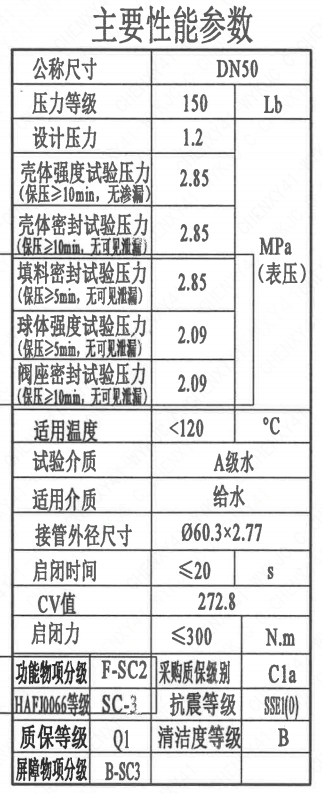 主要性能参数
公称尺寸 DN50
压力等级 150 Lb
设计压力 1.2
壳体强度试验压力 2.85
(保压≥10min, 无渗漏)
壳体密封试验压力 2.85
(保压≥10min, 无可见泄漏)
MPa
(表压)
填料密封试验压力 2.85
(保压≥5min, 无可见泄漏)
球体强度试验压力 2.09
(保压≥5min, 无可见泄漏)
阀座密封试验压力 2.09
(保压≥10min, 无可见泄漏)
适用温度 <120 °C
试验介质 A级水
适用介质 给水
接管外径尺寸 Ø60.3×2.77
启闭时间 ≤20 s
CV值 272.8
启闭力 ≤300 N.m
功能物项分级 F-SC2 采购质保级别 C1a
HAFJ0066等级 SC-3 抗震等级 SSE1(0)
质保等级 Q1 清洁度等级 B
屏障物项分级 B-SC3